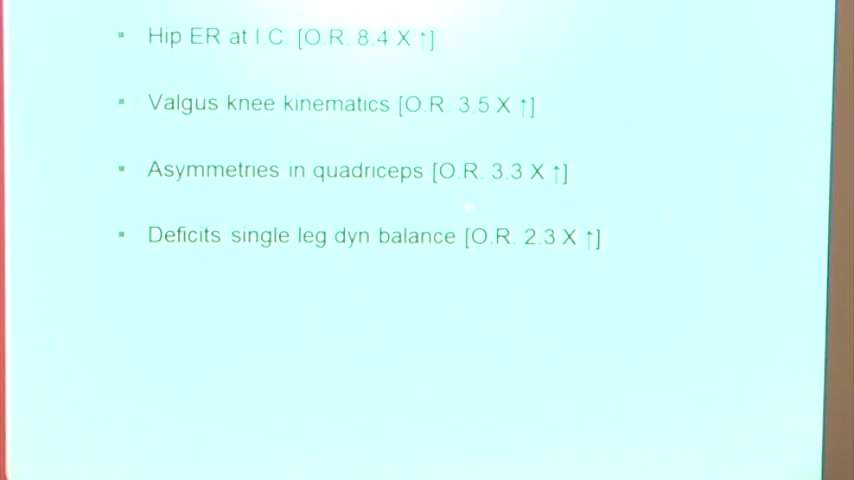 ▪ Hip ER at I.C. [O.R. 8.4 X ↑]
▪ Valgus knee kinematics [O.R. 3.5 X ↑]
▪ Asymmetries in quadriceps [O.R. 3.3 X ↑]
▪ Deficits single leg dyn balance [O.R. 2.3 X ↑]